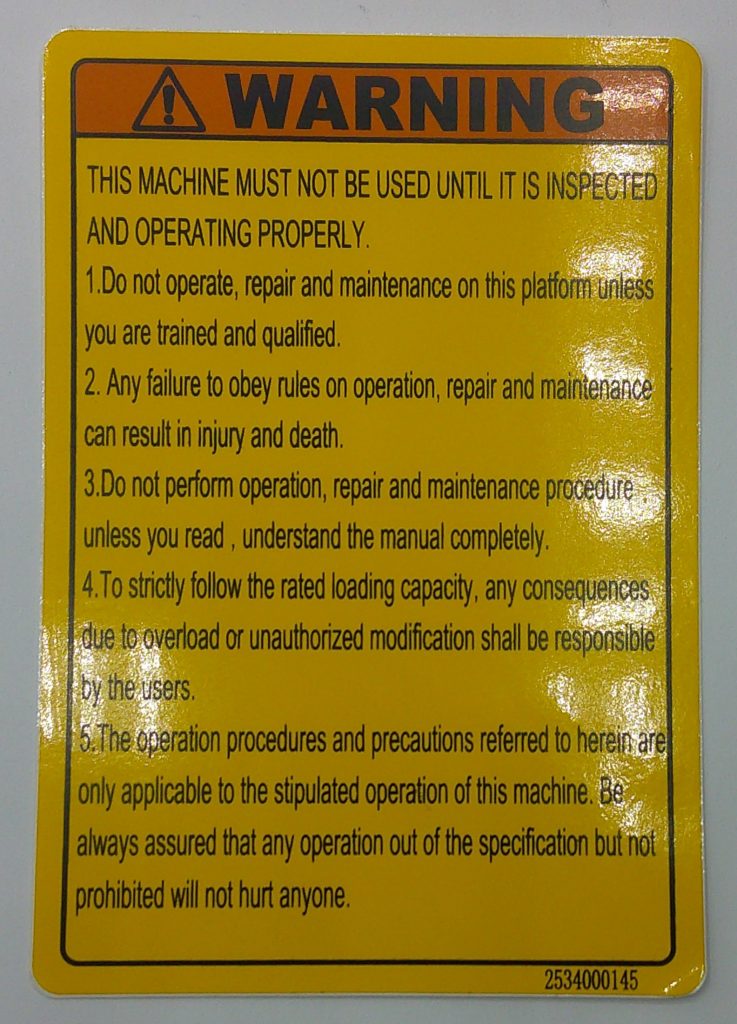 WARNING
THIS MACHINE MUST NOT BE USED UNTIL IT IS INSPECTED
AND OPERATING PROPERLY.
1.Do not operate, repair and maintenance on this platform unless
you are trained and qualified.
2. Any failure to obey rules on operation, repair and maintenance
can result in injury and death.
3.Do not perform operation, repair and maintenance procedure
unless you read , understand the manual completely.
4.To strictly follow the rated loading capacity, any consequences
due to overload or unauthorized modification shall be responsible
by the users.
5.The operation procedures and precautions referred to herein are
only applicable to the stipulated operation of this machine. Be
always assured that any operation out of the specification but not
prohibited will not hurt anyone.
2534000145